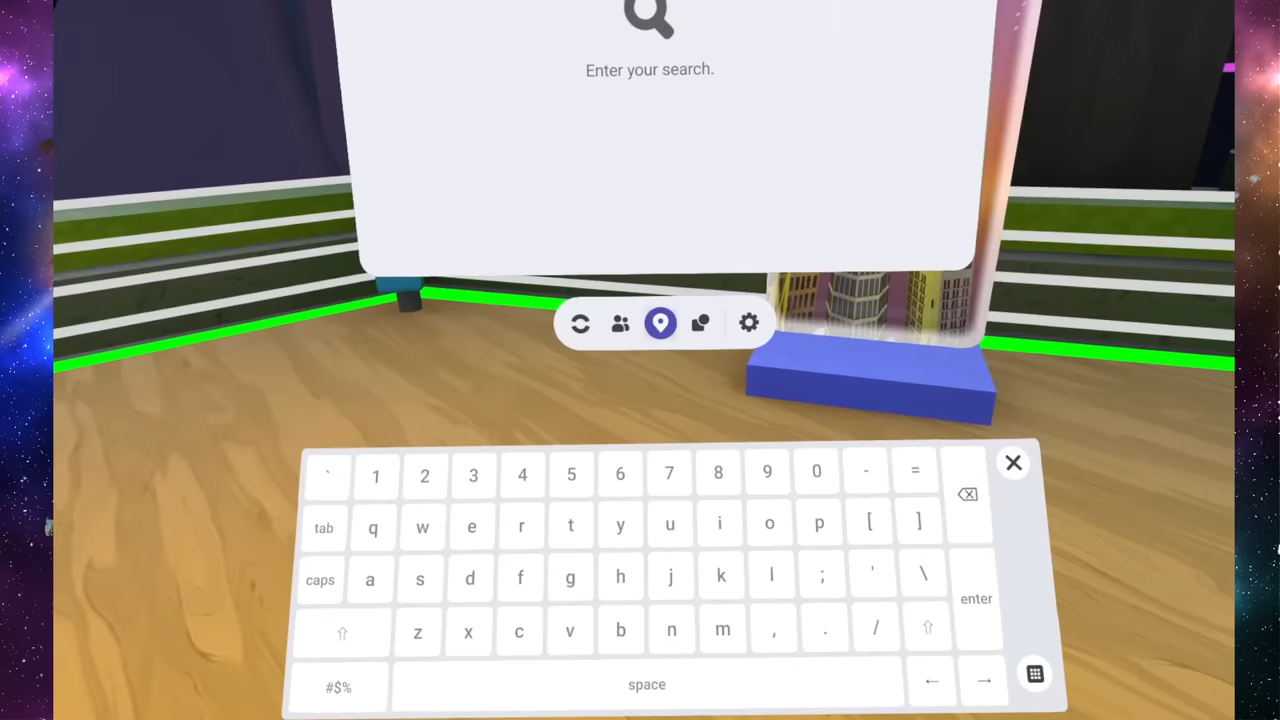 Enter your search.
` 1 2 3 4 5 6 7 8 9 0 - =
tab q w e r t y u i o p [ ]
caps a s d f g h j k l ; ' \ enter
z x c v b n m , . /
#$% space ← →